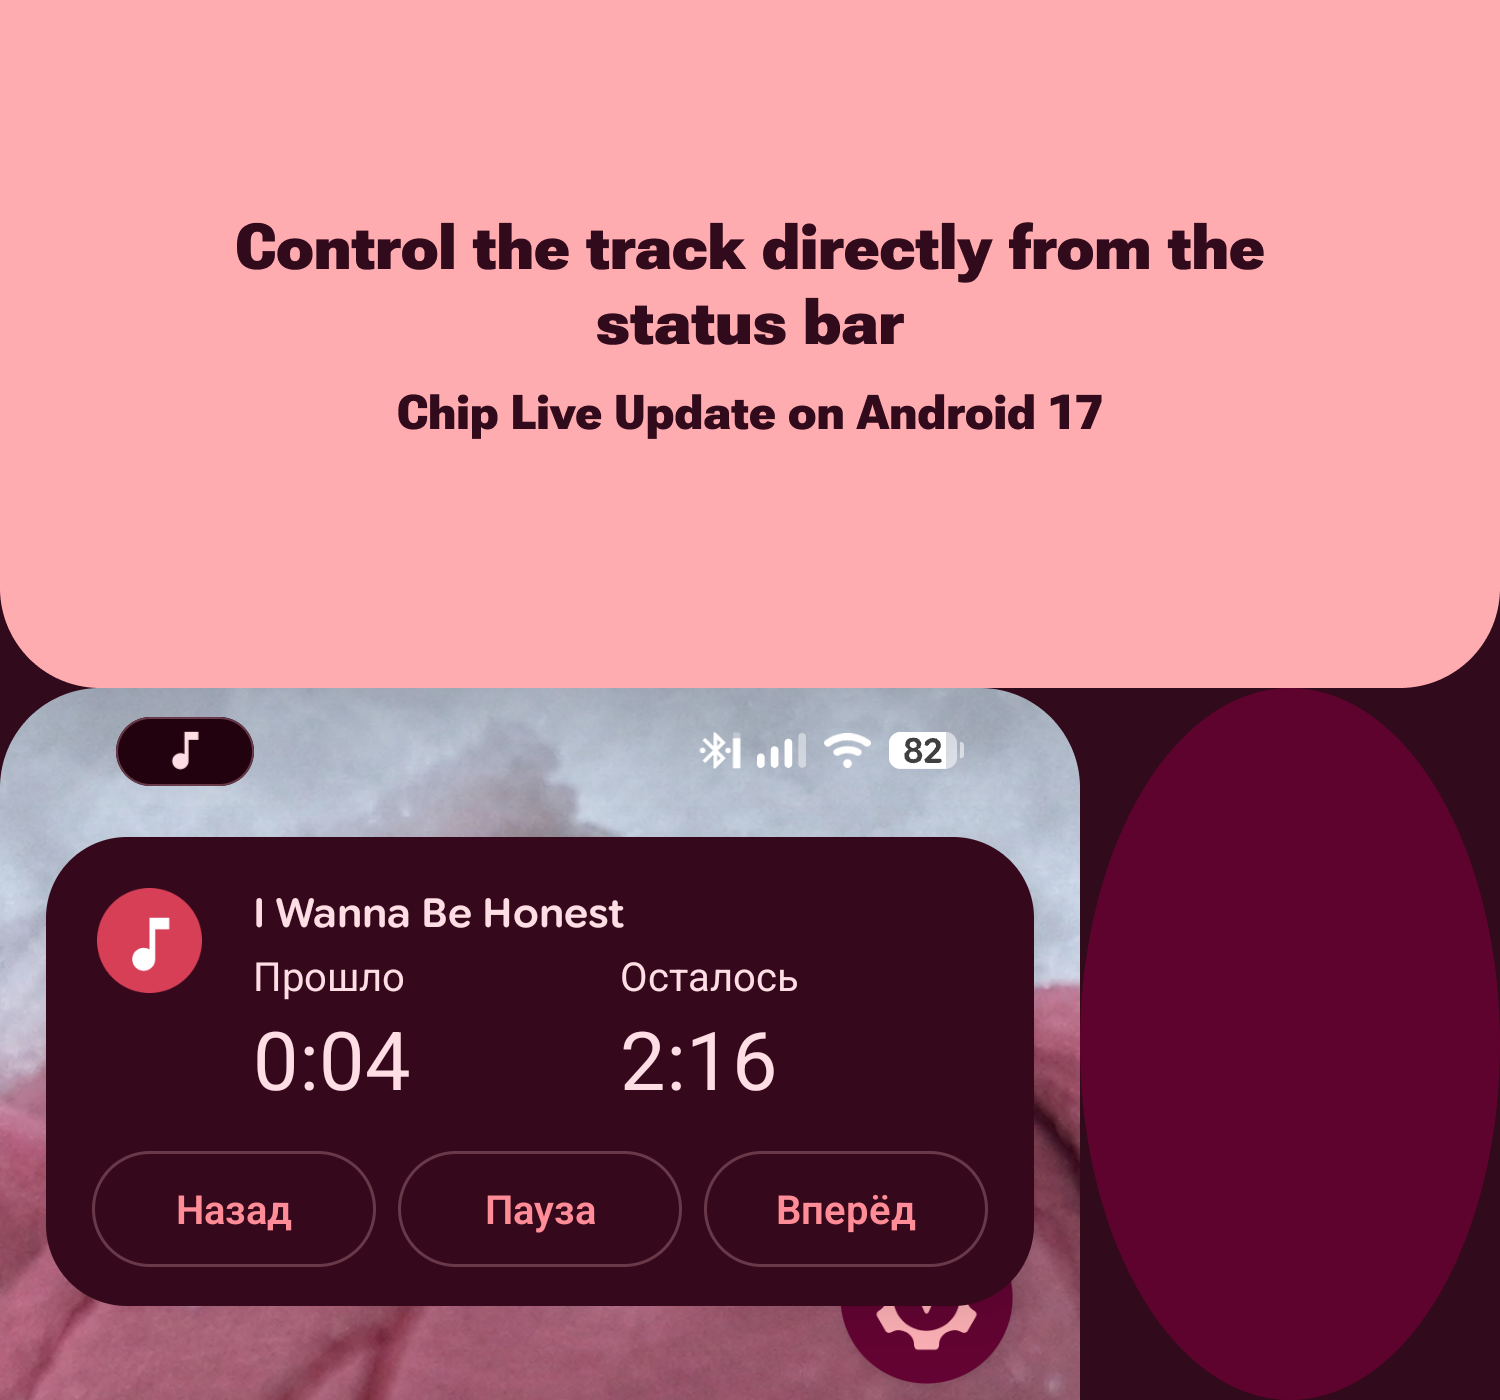 Control the track directly from the
status bar
Chip Live Update on Android 17
82
I Wanna Be Honest
Прошло Осталось
0:04 2:16
Назад Пауза Вперёд